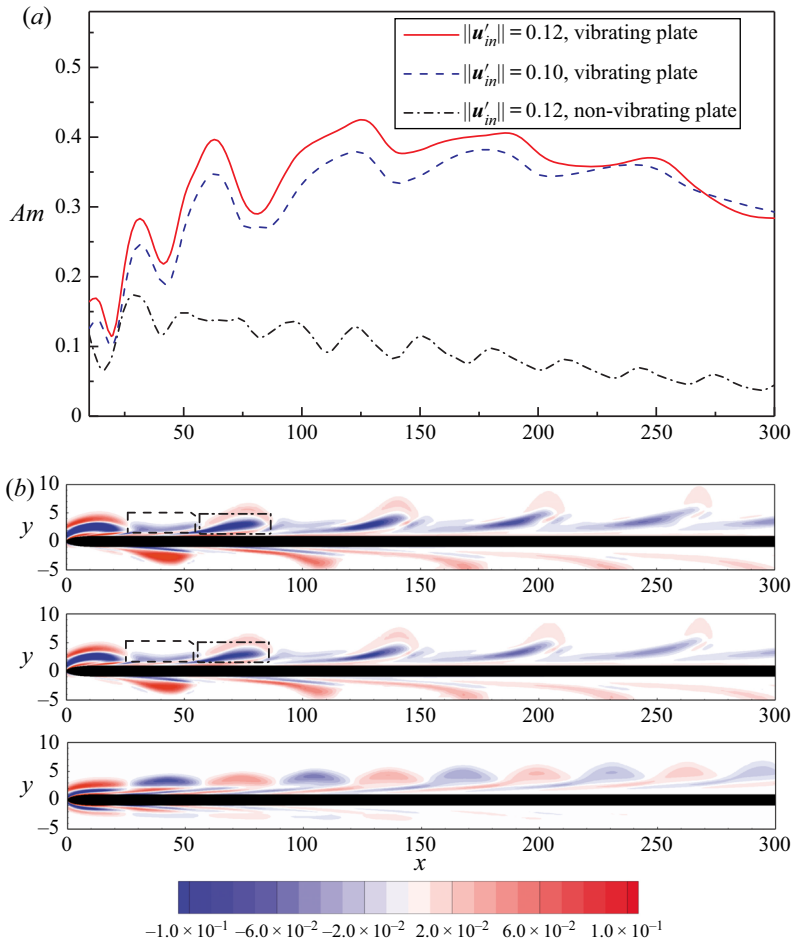 (a)
0.5
0.4
Am 0.3
0.2
0.1
0
50 100 150 200 250 300
||u′in|| = 0.12, vibrating plate
||u′in|| = 0.10, vibrating plate
||u′in|| = 0.12, non-vibrating plate
(b)
10
5
y
0
−5
0 50 100 150 200 250 300
10
5
y
0
−5
0 50 100 150 200 250 300
10
5
y
0
−5
0 50 100 150 200 250 300
x
−1.0 × 10⁻¹ −6.0 × 10⁻² −2.0 × 10⁻² 2.0 × 10⁻² 6.0 × 10⁻² 1.0 × 10⁻¹